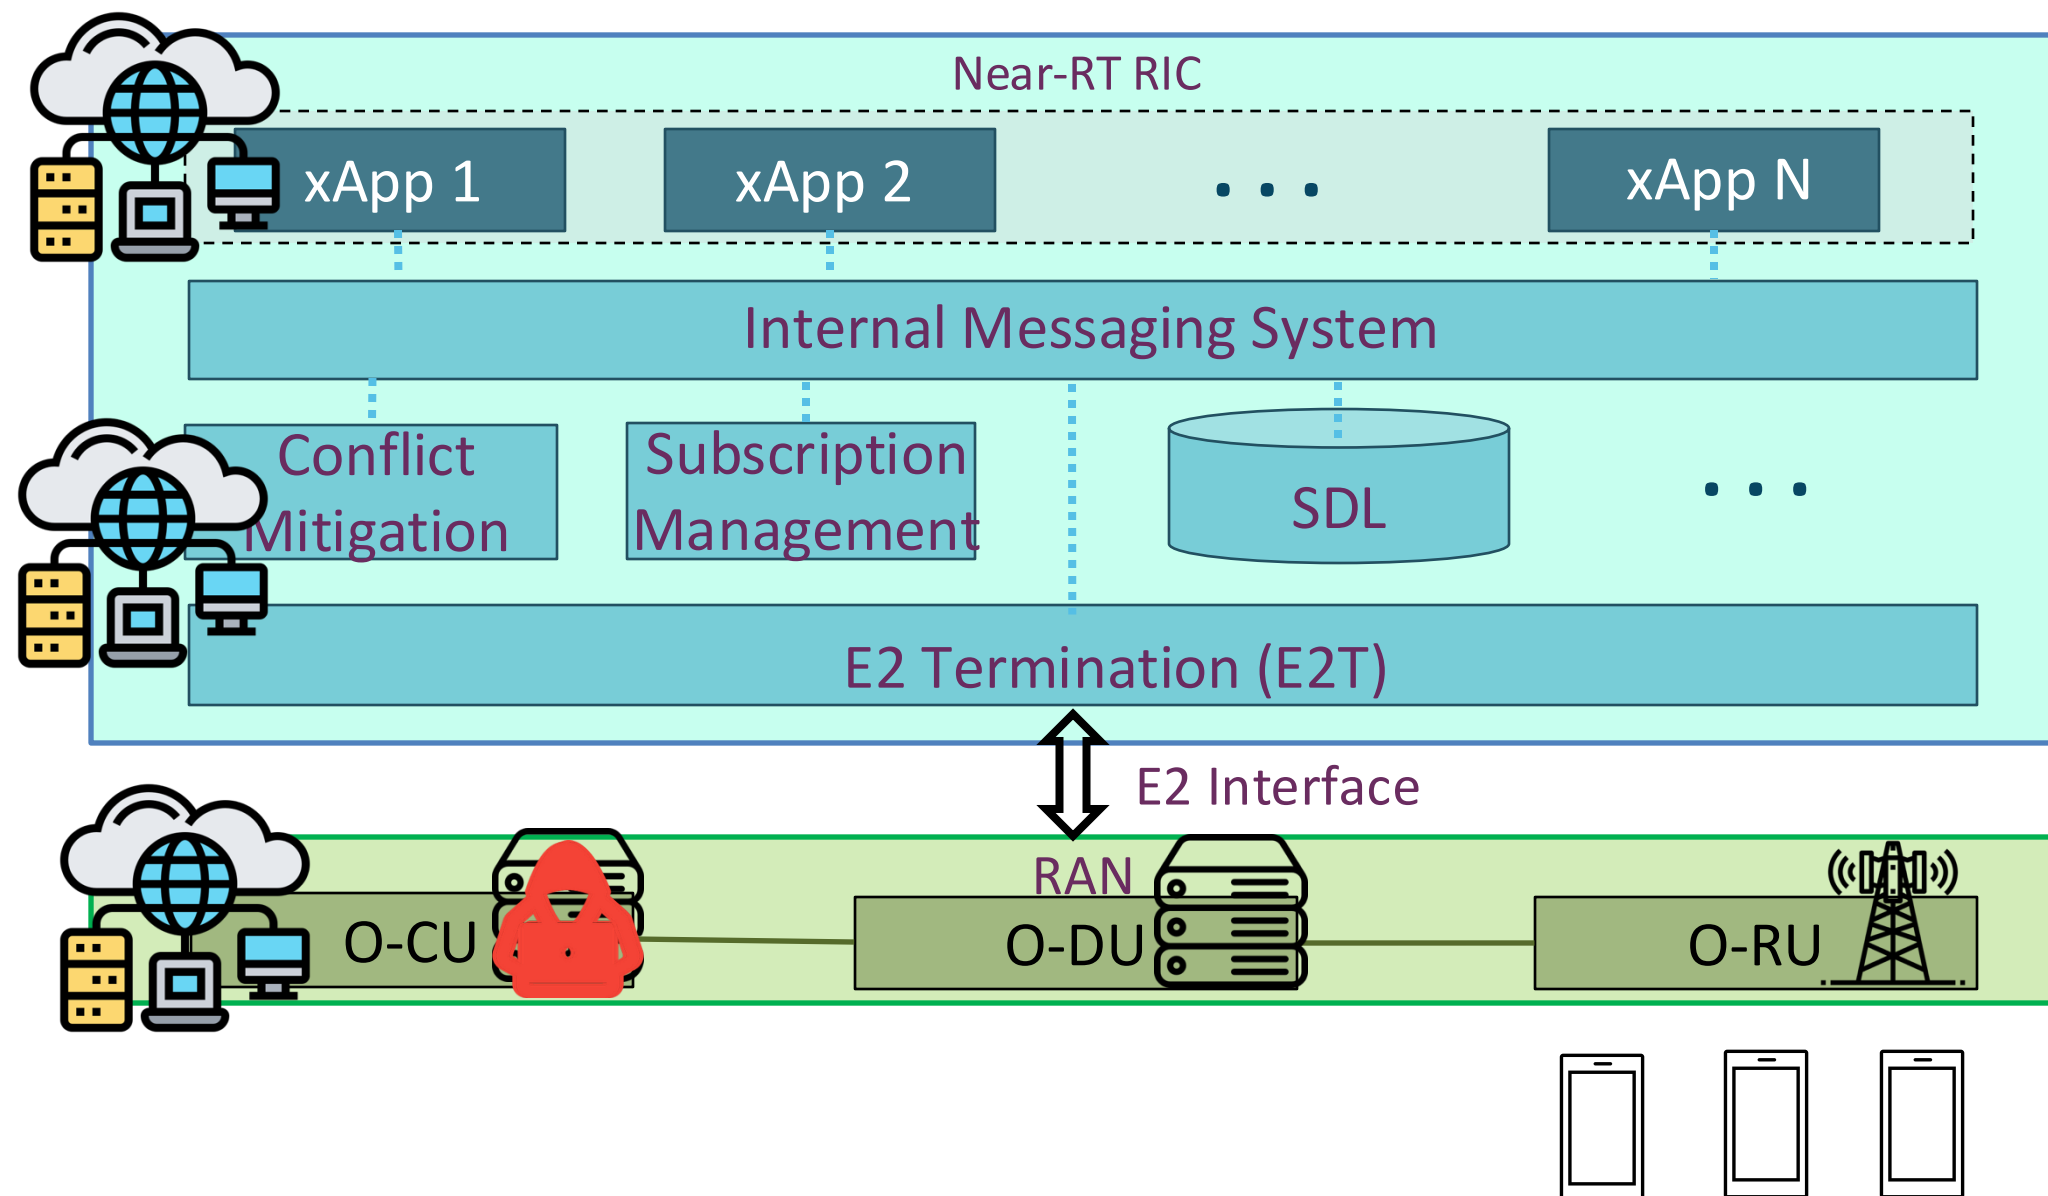 Near-RT RIC
xApp 1
xApp 2
...
xApp N
Internal Messaging System
Conflict
Mitigation
Subscription
Management
SDL
...
E2 Termination (E2T)
E2 Interface
RAN
O-CU
O-DU
O-RU